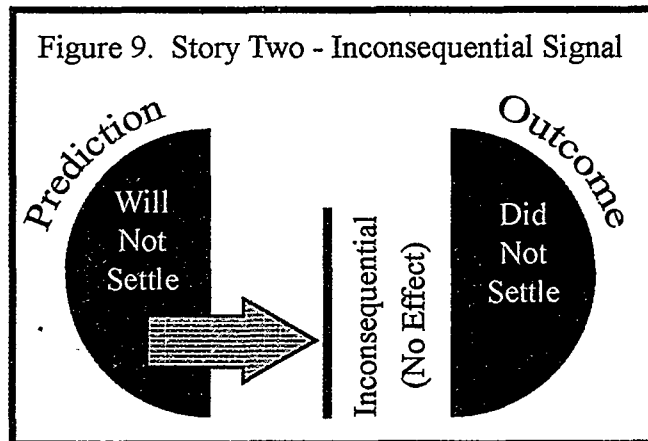 Figure 9. Story Two - Inconsequential Signal
Prediction
Will
Not
Settle
Inconsequential
(No Effect)
Outcome
Did
Not
Settle